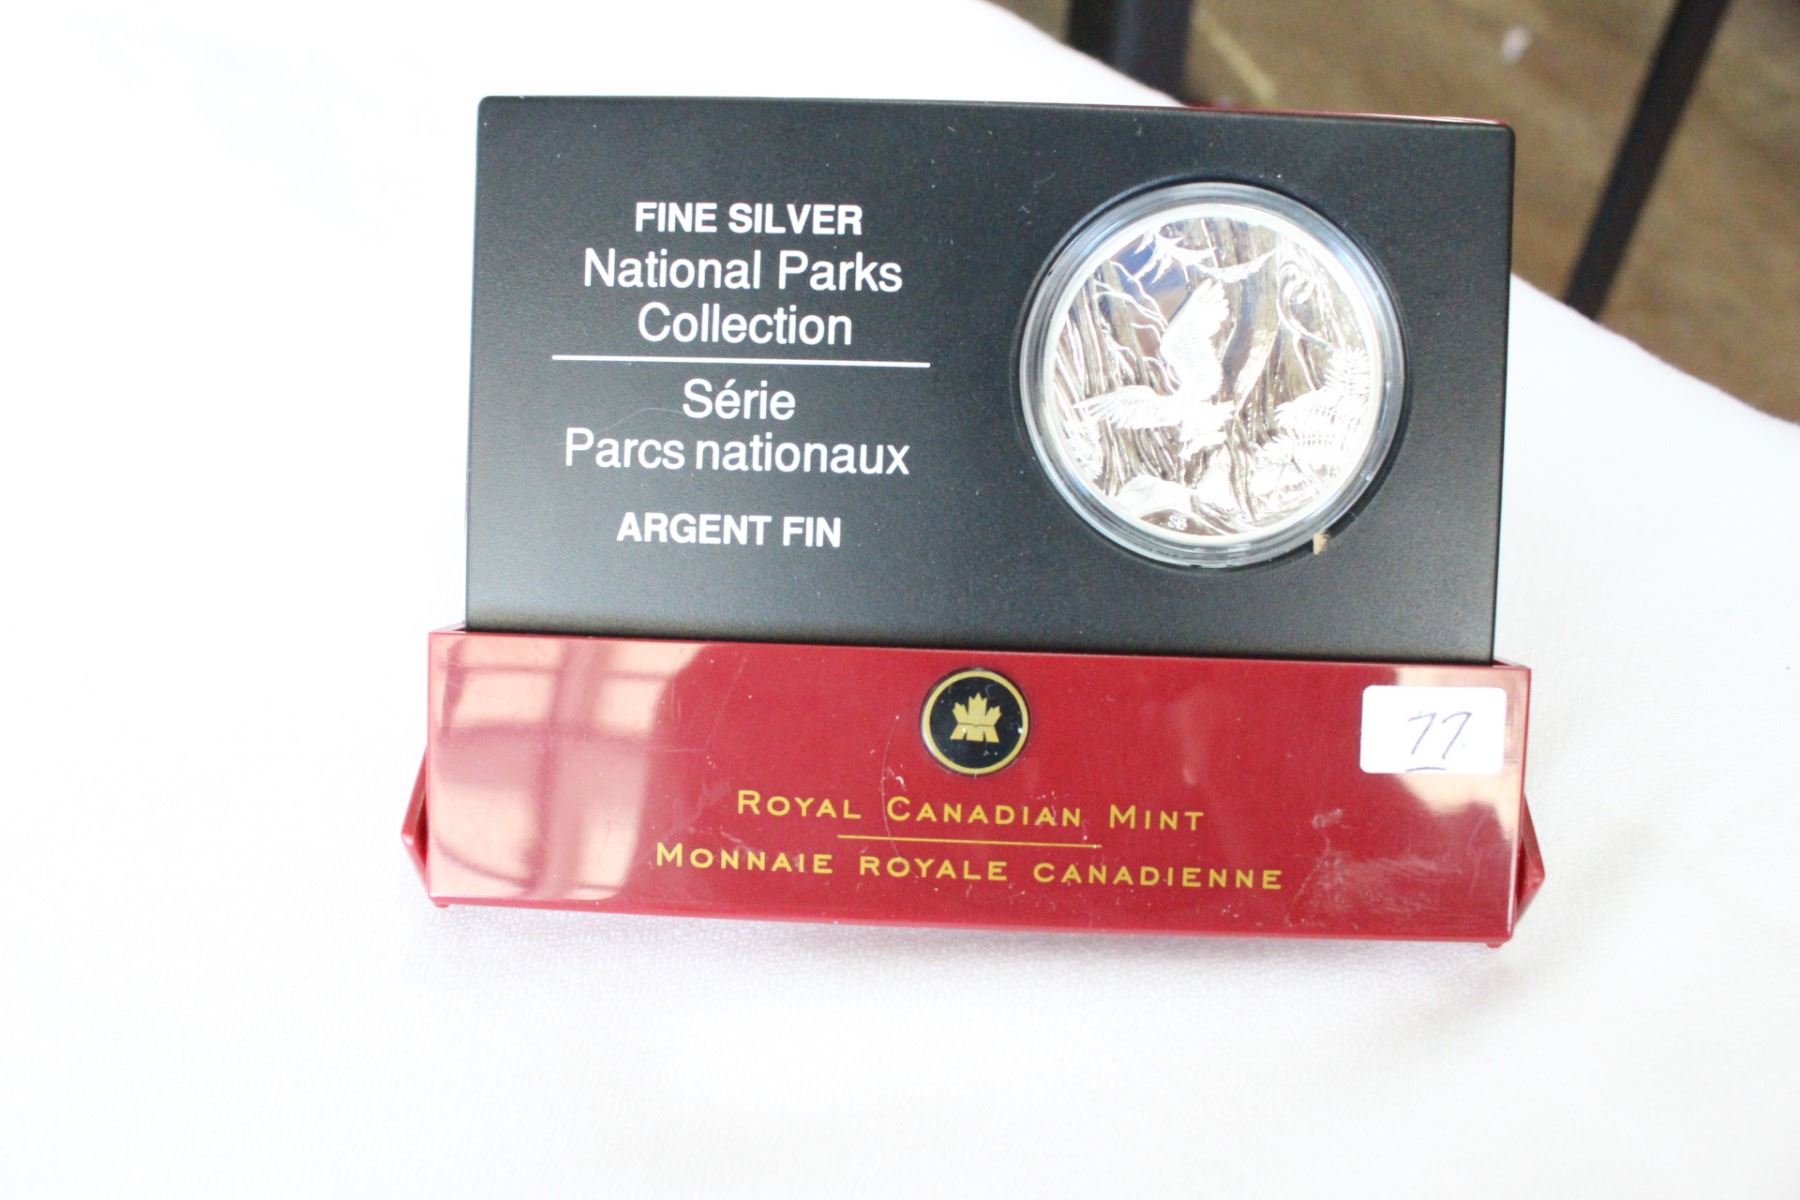 FINE SILVER
National Parks
Collection
Série
Parcs nationaux
ARGENT FIN
77
ROYAL CANADIAN MINT
MONNAIE ROYALE CANADIENNE